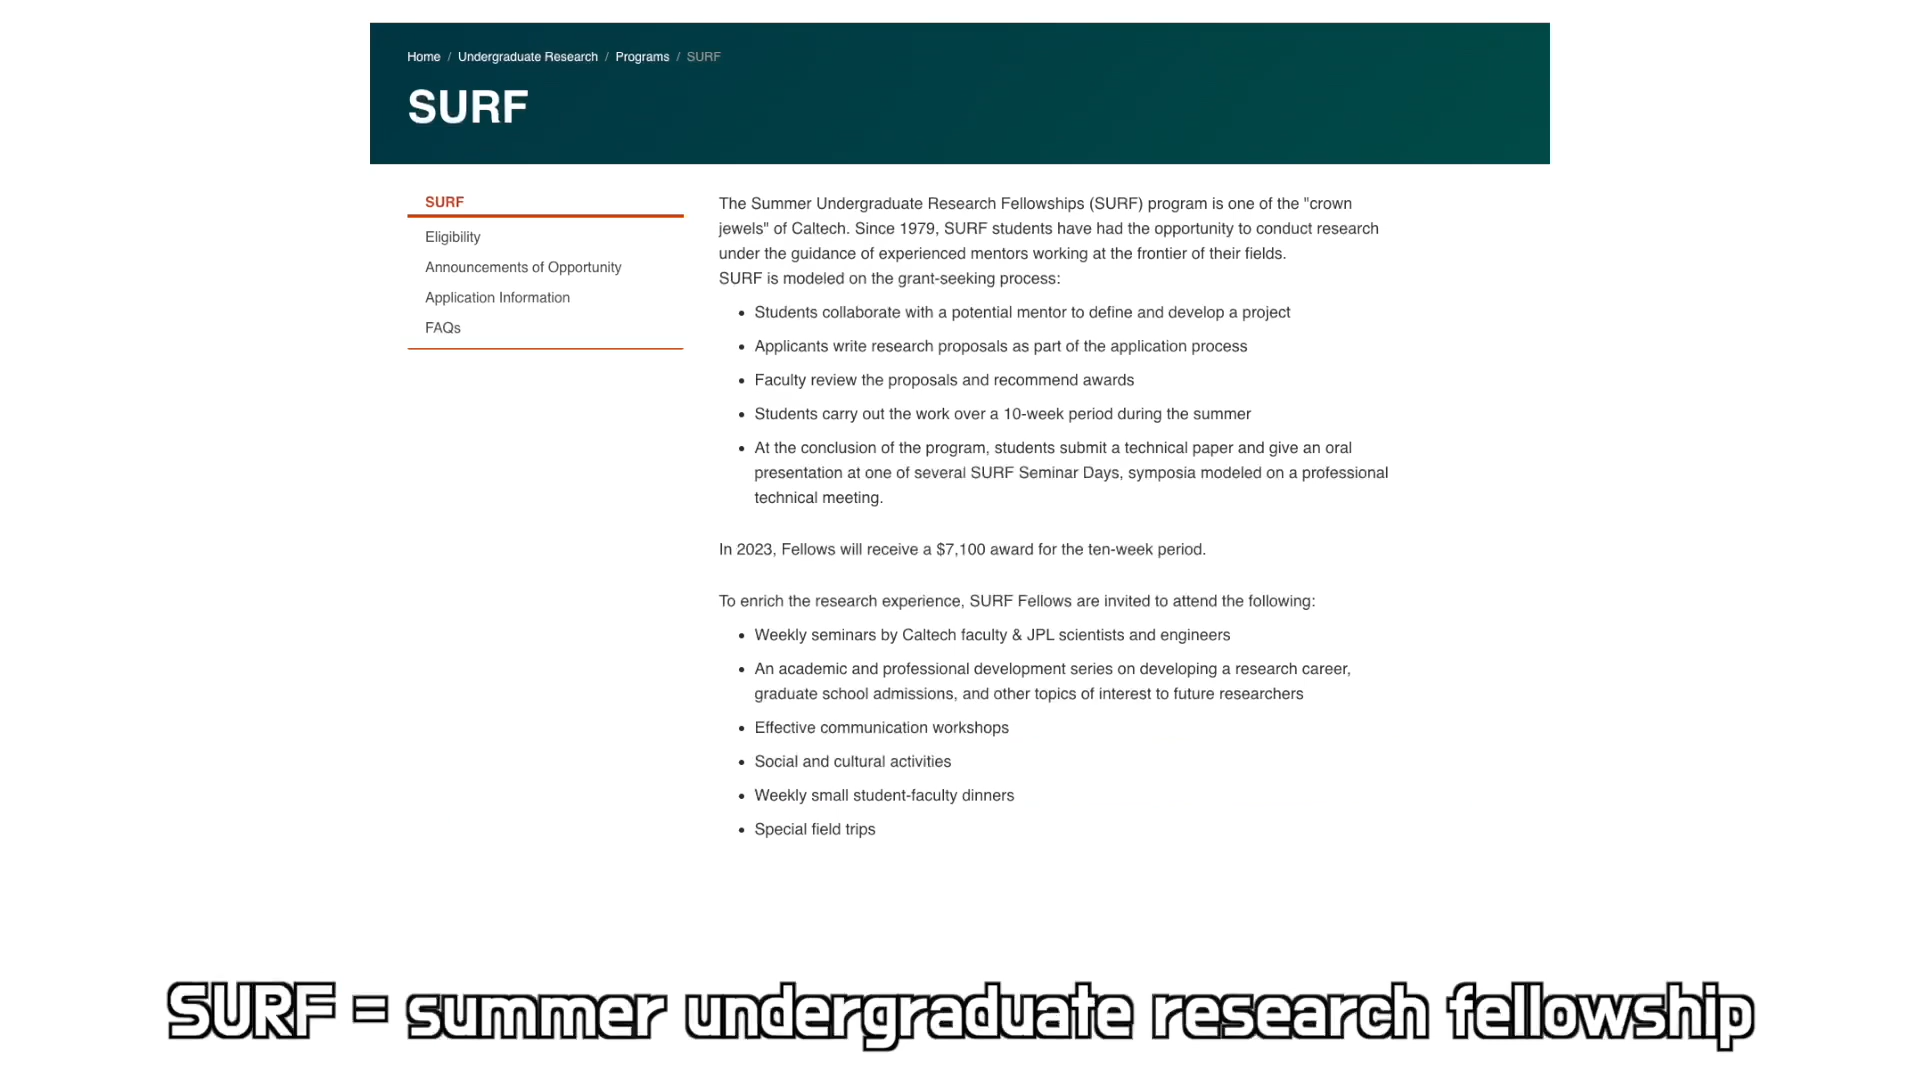 Home / Undergraduate Research / Programs / SURF
SURF
SURF
Eligibility
Announcements of Opportunity
Application Information
FAQs
The Summer Undergraduate Research Fellowships (SURF) program is one of the "crown
jewels" of Caltech. Since 1979, SURF students have had the opportunity to conduct research
under the guidance of experienced mentors working at the frontier of their fields.
SURF is modeled on the grant-seeking process:
• Students collaborate with a potential mentor to define and develop a project
• Applicants write research proposals as part of the application process
• Faculty review the proposals and recommend awards
• Students carry out the work over a 10-week period during the summer
• At the conclusion of the program, students submit a technical paper and give an oral
presentation at one of several SURF Seminar Days, symposia modeled on a professional
technical meeting.
In 2023, Fellows will receive a $7,100 award for the ten-week period.
To enrich the research experience, SURF Fellows are invited to attend the following:
• Weekly seminars by Caltech faculty & JPL scientists and engineers
• An academic and professional development series on developing a research career,
graduate school admissions, and other topics of interest to future researchers
• Effective communication workshops
• Social and cultural activities
• Weekly small student-faculty dinners
• Special field trips
SURF = summer undergraduate research fellowship